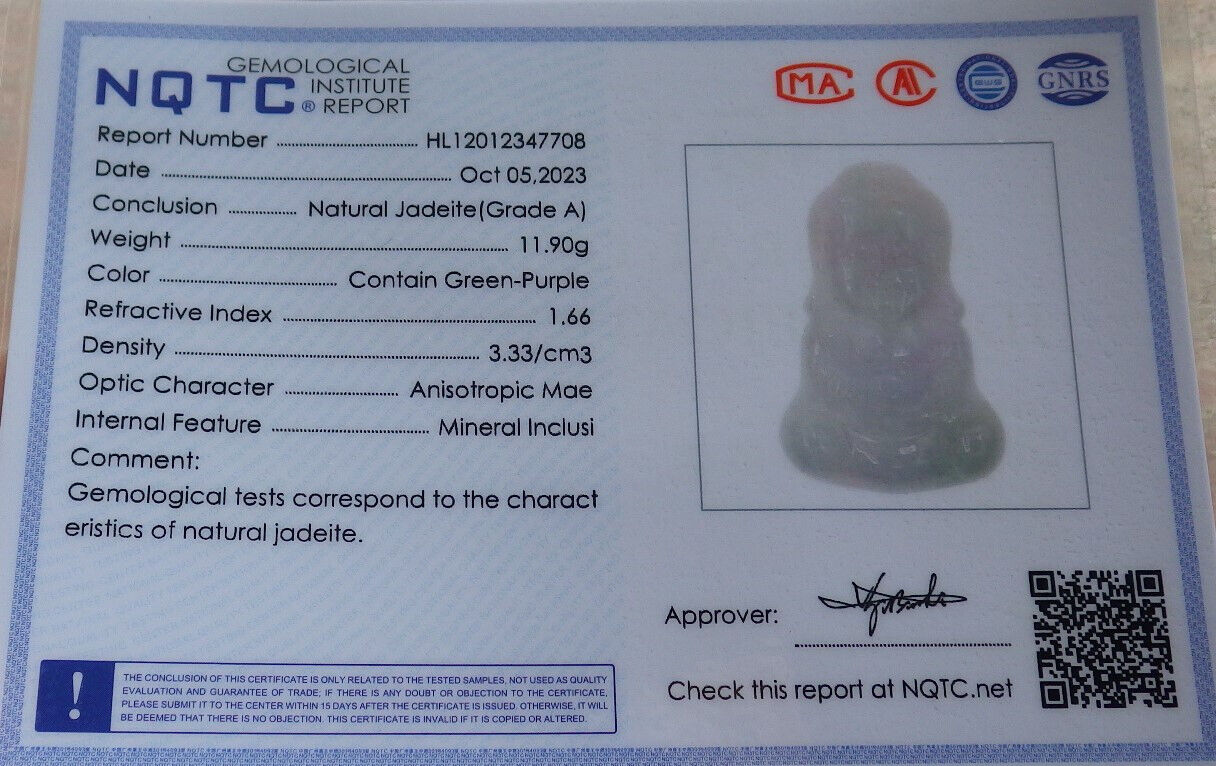 GEMOLOGICAL
NQTC INSTITUTE
® REPORT
Report Number HL12012347708
Date Oct 05,2023
Conclusion Natural Jadeite(Grade A)
Weight 11.90g
Color Contain Green-Purple
Refractive Index 1.66
Density 3.33/cm3
Optic Character Anisotropic Mae
Internal Feature Mineral Inclusi
Comment:
Gemological tests correspond to the charact
eristics of natural jadeite.
MA
GNRS
Approver:
Check this report at NQTC.net
!
THE CONCLUSION OF THIS CERTIFICATE IS ONLY LIMITED TO THE TESTED SAMPLES, NOT USED AS QUALITY
EVALUATION AND GUARANTEE OF TRADE. IF THERE IS ANY DOUBT OR OBJECTION TO THE CERTIFICATE,
PLEASE SUBMIT IT TO THE CENTER WITHIN 15 DAYS AFTER THE CERTIFICATE IS ISSUED. OTHERWISE, IT WILL
BE DEEMED THAT THERE IS NO OBJECTION. THIS CERTIFICATE IS INVALID IF IT IS COPIED OR ALTERED.